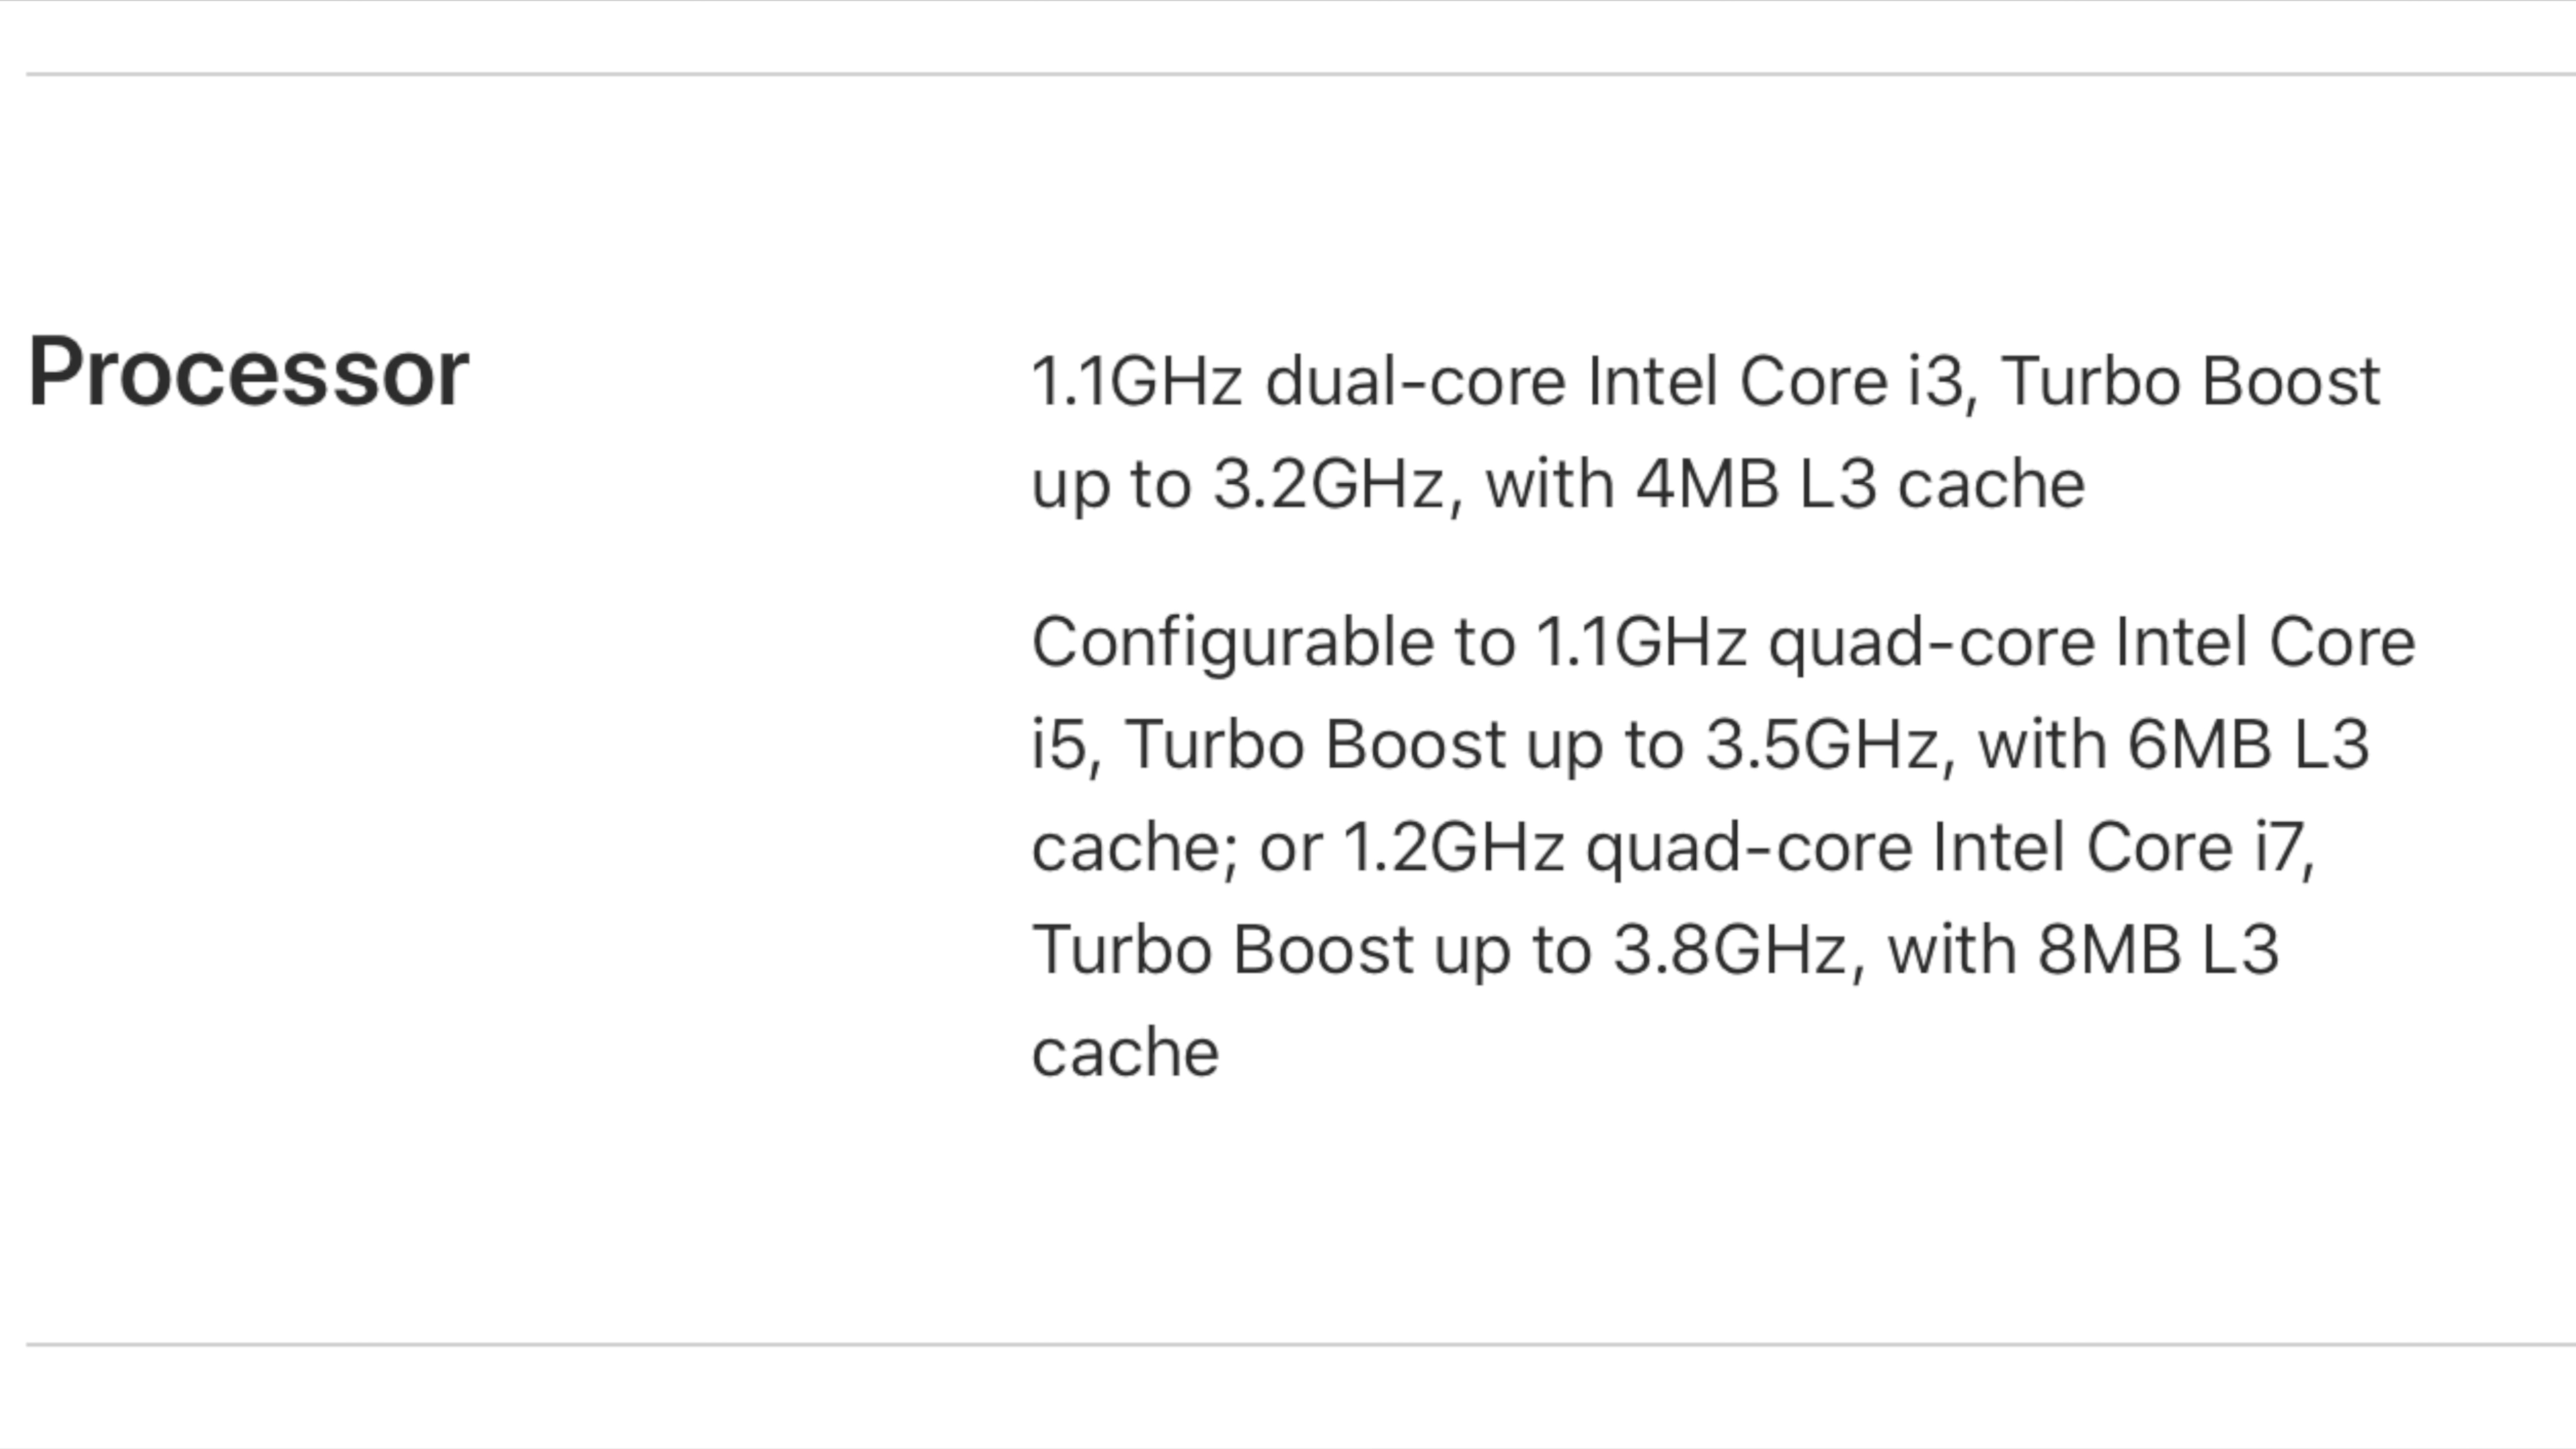 Processor
1.1GHz dual-core Intel Core i3, Turbo Boost
up to 3.2GHz, with 4MB L3 cache
Configurable to 1.1GHz quad-core Intel Core
i5, Turbo Boost up to 3.5GHz, with 6MB L3
cache; or 1.2GHz quad-core Intel Core i7,
Turbo Boost up to 3.8GHz, with 8MB L3
cache